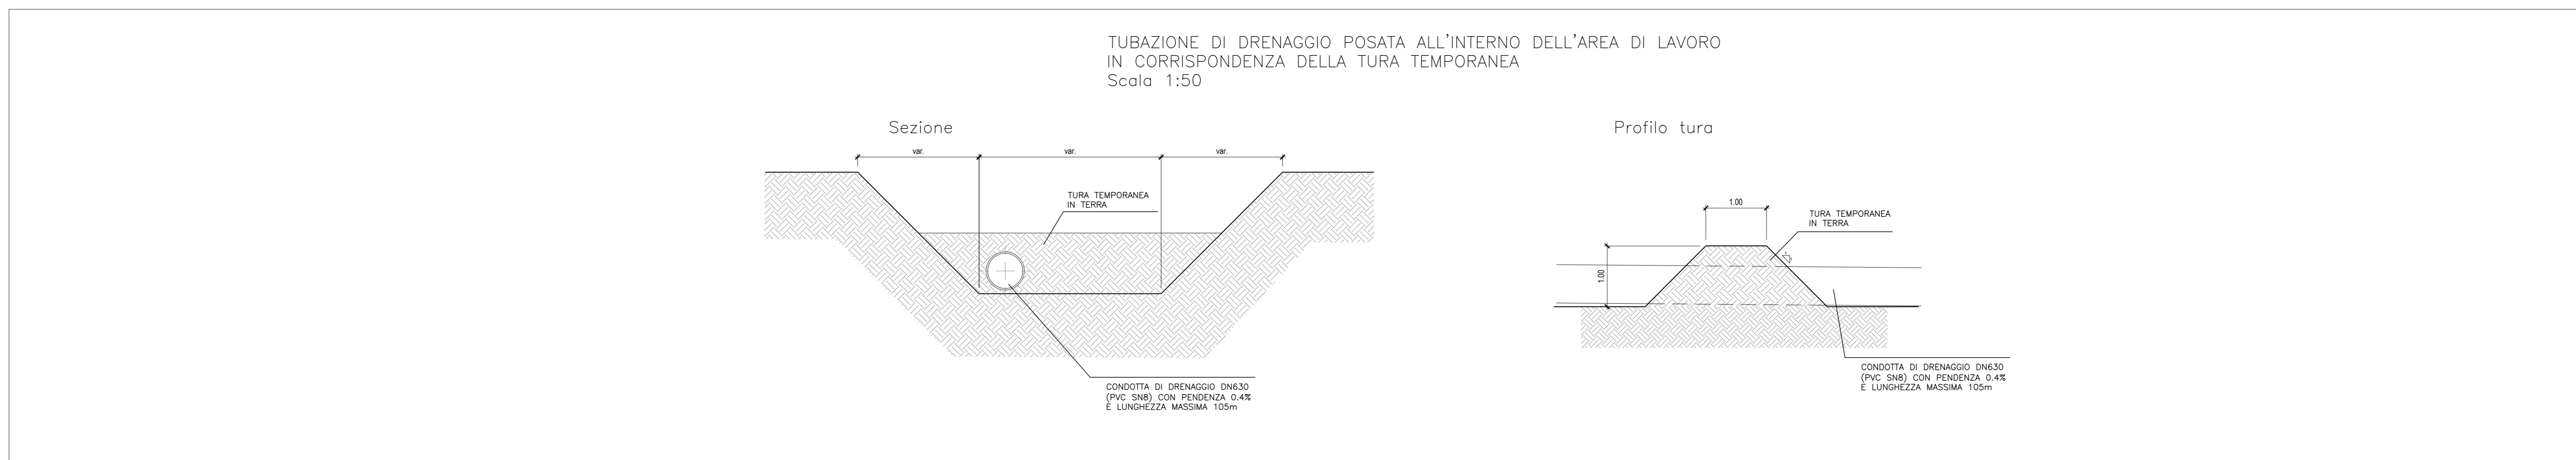 TUBAZIONE DI DRENAGGIO POSATA ALL'INTERNO DELL'AREA DI LAVORO
IN CORRISPONDENZA DELLA TURA TEMPORANEA
Scala 1:50
Sezione
var.
var.
var.
TURA TEMPORANEA
IN TERRA
CONDOTTA DI DRENAGGIO DN630
(PVC SN8) CON PENDENZA 0.4%
E LUNGHEZZA MASSIMA 105m
Profilo tura
1.00
1.00
TURA TEMPORANEA
IN TERRA
CONDOTTA DI DRENAGGIO DN630
(PVC SN8) CON PENDENZA 0.4%
E LUNGHEZZA MASSIMA 105m